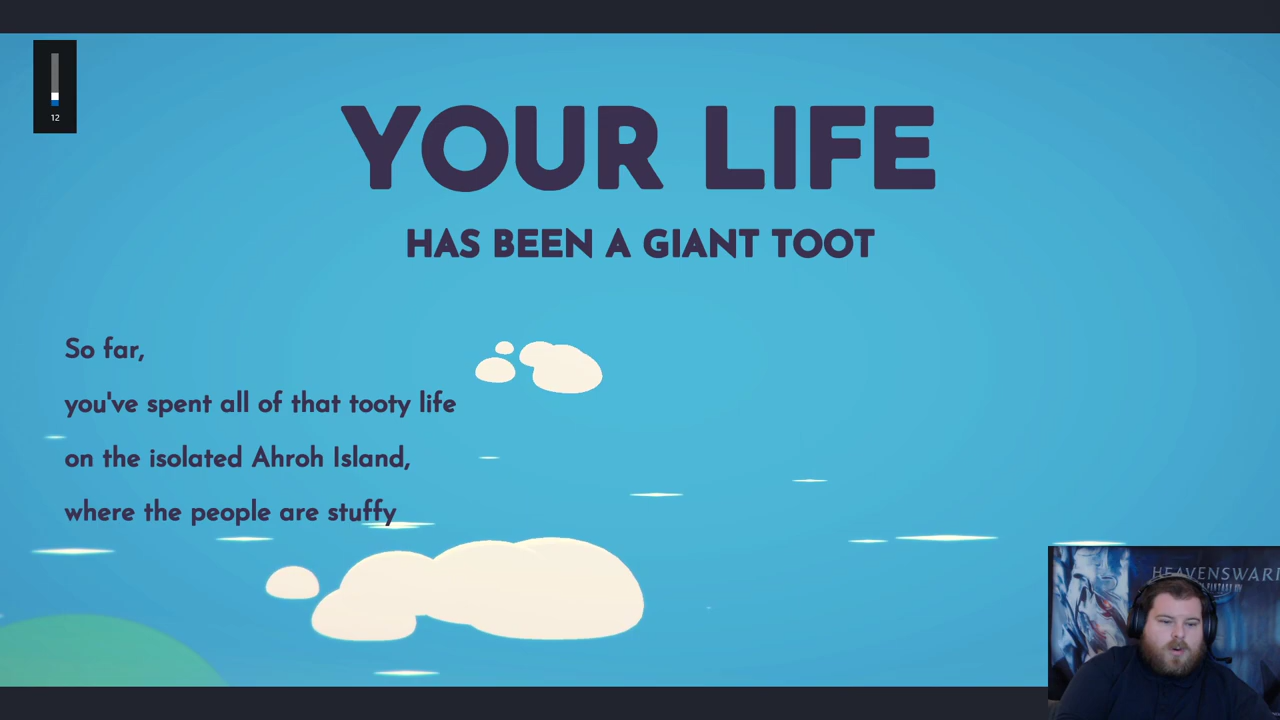 12
YOUR LIFE
HAS BEEN A GIANT TOOT
So far,
you've spent all of that tooty life
on the isolated Ahroh Island,
where the people are stuffy
HEAVENSWAR